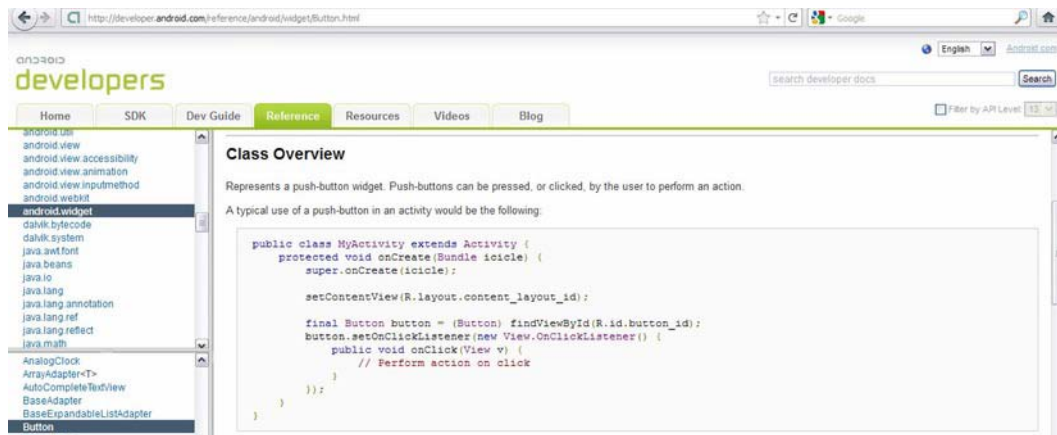 http://developer.android.com/reference/android/widget/Button.html
Google
English
Android.com
android
developers
search developer docs
Search
Home
SDK
Dev Guide
Reference
Resources
Videos
Blog
Filter by API Level: 13
android.util
android.view
android.view.accessibility
android.view.animation
android.view.inputmethod
android.webkit
android.widget
dalvik.bytecode
dalvik.system
java.awt.font
java.beans
java.io
java.lang
java.lang.annotation
java.lang.ref
java.lang.reflect
java.math
AnalogClock
ArrayAdapter<T>
AutoCompleteTextView
BaseAdapter
BaseExpandableListAdapter
Button
Class Overview
Represents a push-button widget. Push-buttons can be pressed, or clicked, by the user to perform an action.
A typical use of a push-button in an activity would be the following:
public class MyActivity extends Activity {
protected void onCreate(Bundle icicle) {
super.onCreate(icicle);
setContentView(R.layout.content_layout_id);
final Button button = (Button) findViewById(R.id.button_id);
button.setOnClickListener(new View.OnClickListener() {
public void onClick(View v) {
// Perform action on click
}
});
}
}